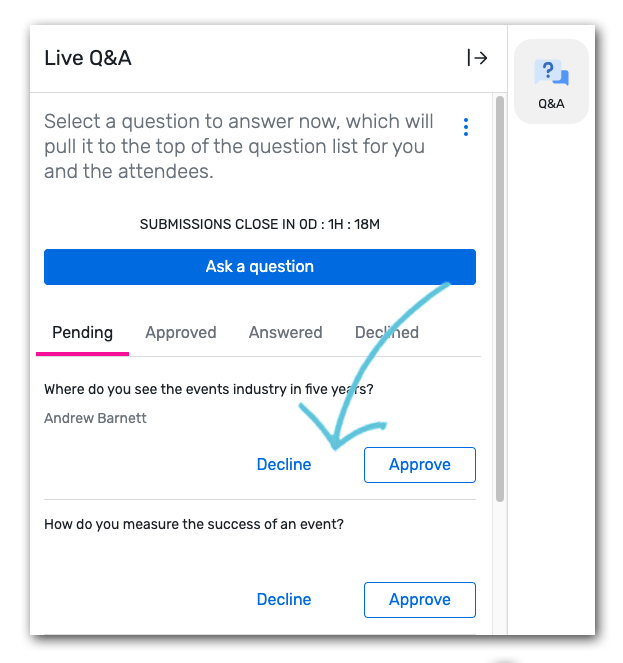 Live Q&A
Q&A
Select a question to answer now, which will
pull it to the top of the question list for you
and the attendees.
SUBMISSIONS CLOSE IN 0D : 1H : 18M
Ask a question
Pending Approved Answered Declined
Where do you see the events industry in five years?
Andrew Barnett
Decline Approve
How do you measure the success of an event?
Decline Approve